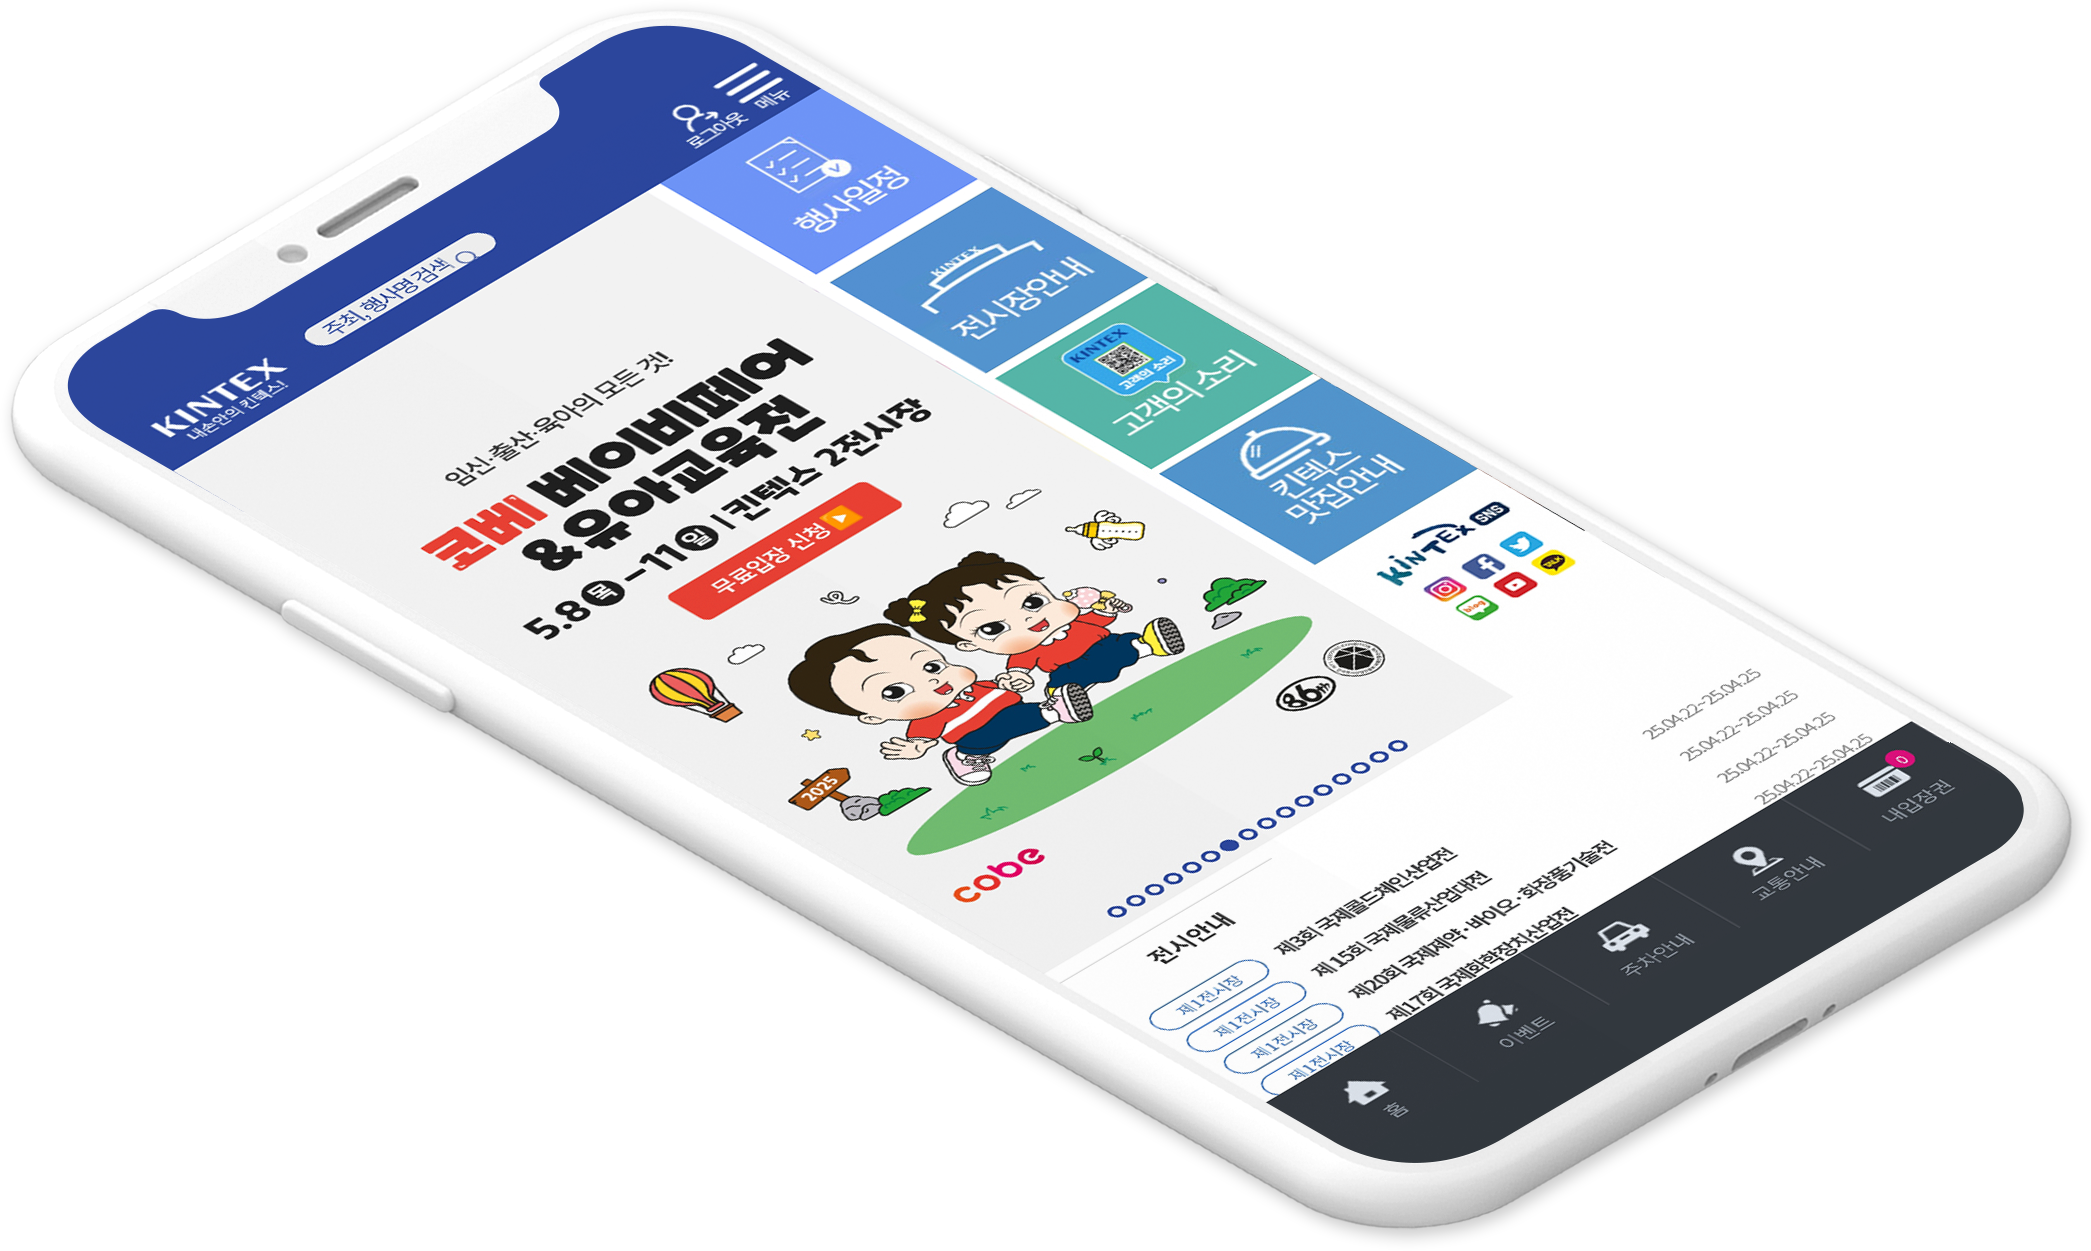 KINTEX
내손안의 킨텍스!
주최, 행사명 검색
로그아웃
메뉴
임신·출산·육아의 모든 것!
코베 베이비페어
&유아교육전
5.8목-11일 | 킨텍스 2전시장
무료입장 신청
2025
cobe
86th
행사일정
KINTEX
전시장안내
KINTEX
고객의 소리
고객의 소리
킨텍스
맛집안내
KINTEX SNS
TALK
blog
전시안내
제1전시장 제3회 국제콜드체인산업전 25.04.22~25.04.25
제1전시장 제 15회 국제물류산업대전 25.04.22~25.04.25
제1전시장 제20회 국제제약·바이오·화장품기술전 25.04.22~25.04.25
제1전시장 제17회 국제화학장치산업전 25.04.22~25.04.25
홈
이벤트
주차안내
교통안내
0
내입장권